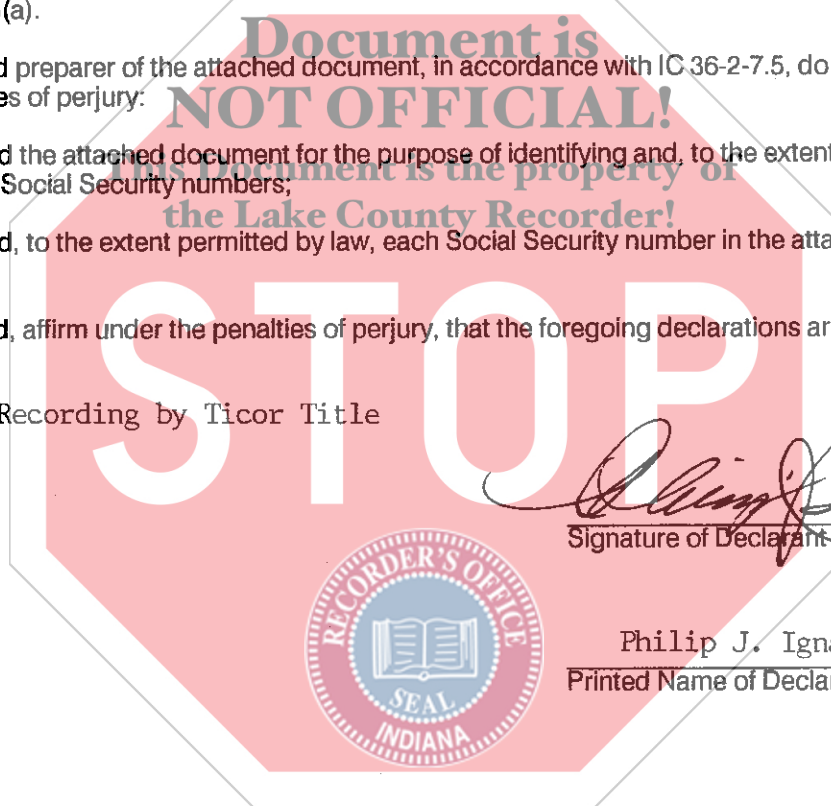 (a).
Document is
d preparer of the attached document, in accordance with IC 36-2-7.5, do
es of perjury:
NOT OFFICIAL!
d the attached document for the purpose of identifying and, to the extent
This Document is the property of
Social Security numbers;
the Lake County Recorder!
d, to the extent permitted by law, each Social Security number in the atta
STOP
d, affirm under the penalties of perjury, that the foregoing declarations ar
Recording by Ticor Title
Signature of Declarant
RECORDER'S OFFICE
SEAL
INDIANA
Philip J. Igna
Printed Name of Declar